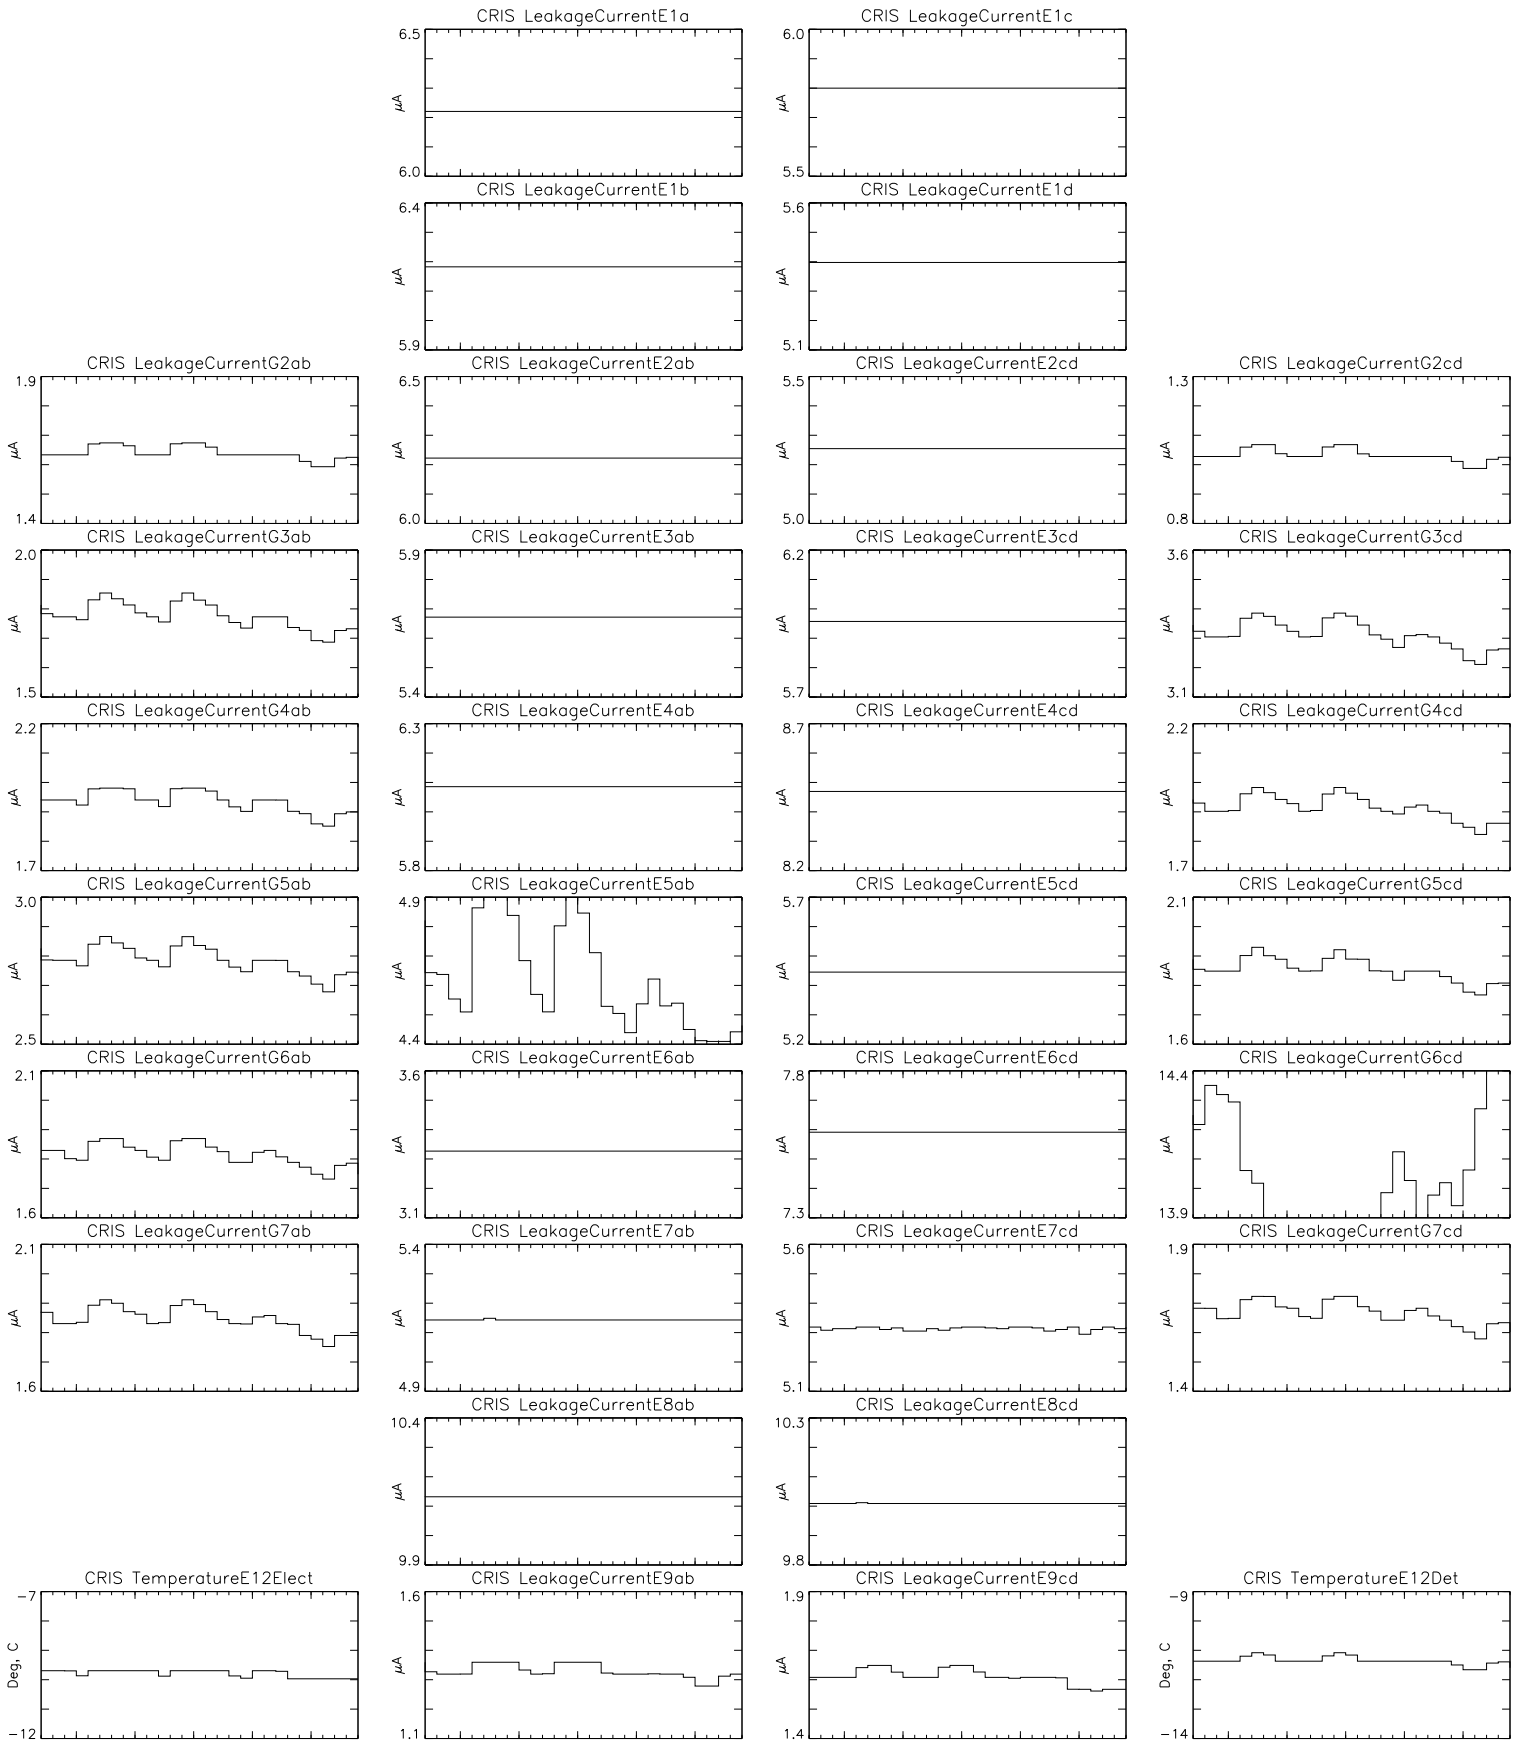 CRIS LeakageCurrentE1a
6.5
μA
6.0
CRIS LeakageCurrentE1c
6.0
μA
5.5
CRIS LeakageCurrentE1b
6.4
μA
5.9
CRIS LeakageCurrentE1d
5.6
μA
5.1
CRIS LeakageCurrentG2ab
1.9
μA
1.4
CRIS LeakageCurrentE2ab
6.5
μA
6.0
CRIS LeakageCurrentE2cd
5.5
μA
5.0
CRIS LeakageCurrentG2cd
1.3
μA
0.8
CRIS LeakageCurrentG3ab
2.0
μA
1.5
CRIS LeakageCurrentE3ab
5.9
μA
5.4
CRIS LeakageCurrentE3cd
6.2
μA
5.7
CRIS LeakageCurrentG3cd
3.6
μA
3.1
CRIS LeakageCurrentG4ab
2.2
μA
1.7
CRIS LeakageCurrentE4ab
6.3
μA
5.8
CRIS LeakageCurrentE4cd
8.7
μA
8.2
CRIS LeakageCurrentG4cd
2.2
μA
1.7
CRIS LeakageCurrentG5ab
3.0
μA
2.5
CRIS LeakageCurrentE5ab
4.9
μA
4.4
CRIS LeakageCurrentE5cd
5.7
μA
5.2
CRIS LeakageCurrentG5cd
2.1
μA
1.6
CRIS LeakageCurrentG6ab
2.1
μA
1.6
CRIS LeakageCurrentE6ab
3.6
μA
3.1
CRIS LeakageCurrentE6cd
7.8
μA
7.3
CRIS LeakageCurrentG6cd
14.4
μA
13.9
CRIS LeakageCurrentG7ab
2.1
μA
1.6
CRIS LeakageCurrentE7ab
5.4
μA
4.9
CRIS LeakageCurrentE7cd
5.6
μA
5.1
CRIS LeakageCurrentG7cd
1.9
μA
1.4
CRIS LeakageCurrentE8ab
10.4
μA
9.9
CRIS LeakageCurrentE8cd
10.3
μA
9.8
CRIS TemperatureE12Elect
-7
Deg, C
-12
CRIS LeakageCurrentE9ab
1.6
μA
1.1
CRIS LeakageCurrentE9cd
1.9
μA
1.4
CRIS TemperatureE12Det
-9
Deg, C
-14